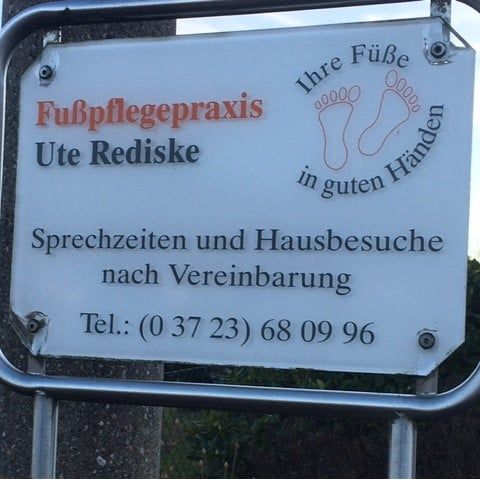 Fußpflegepraxis
Ute Rediske
Ihre Füße
in guten Händen
Sprechzeiten und Hausbesuche
nach Vereinbarung
Tel.: (0 37 23) 68 09 96